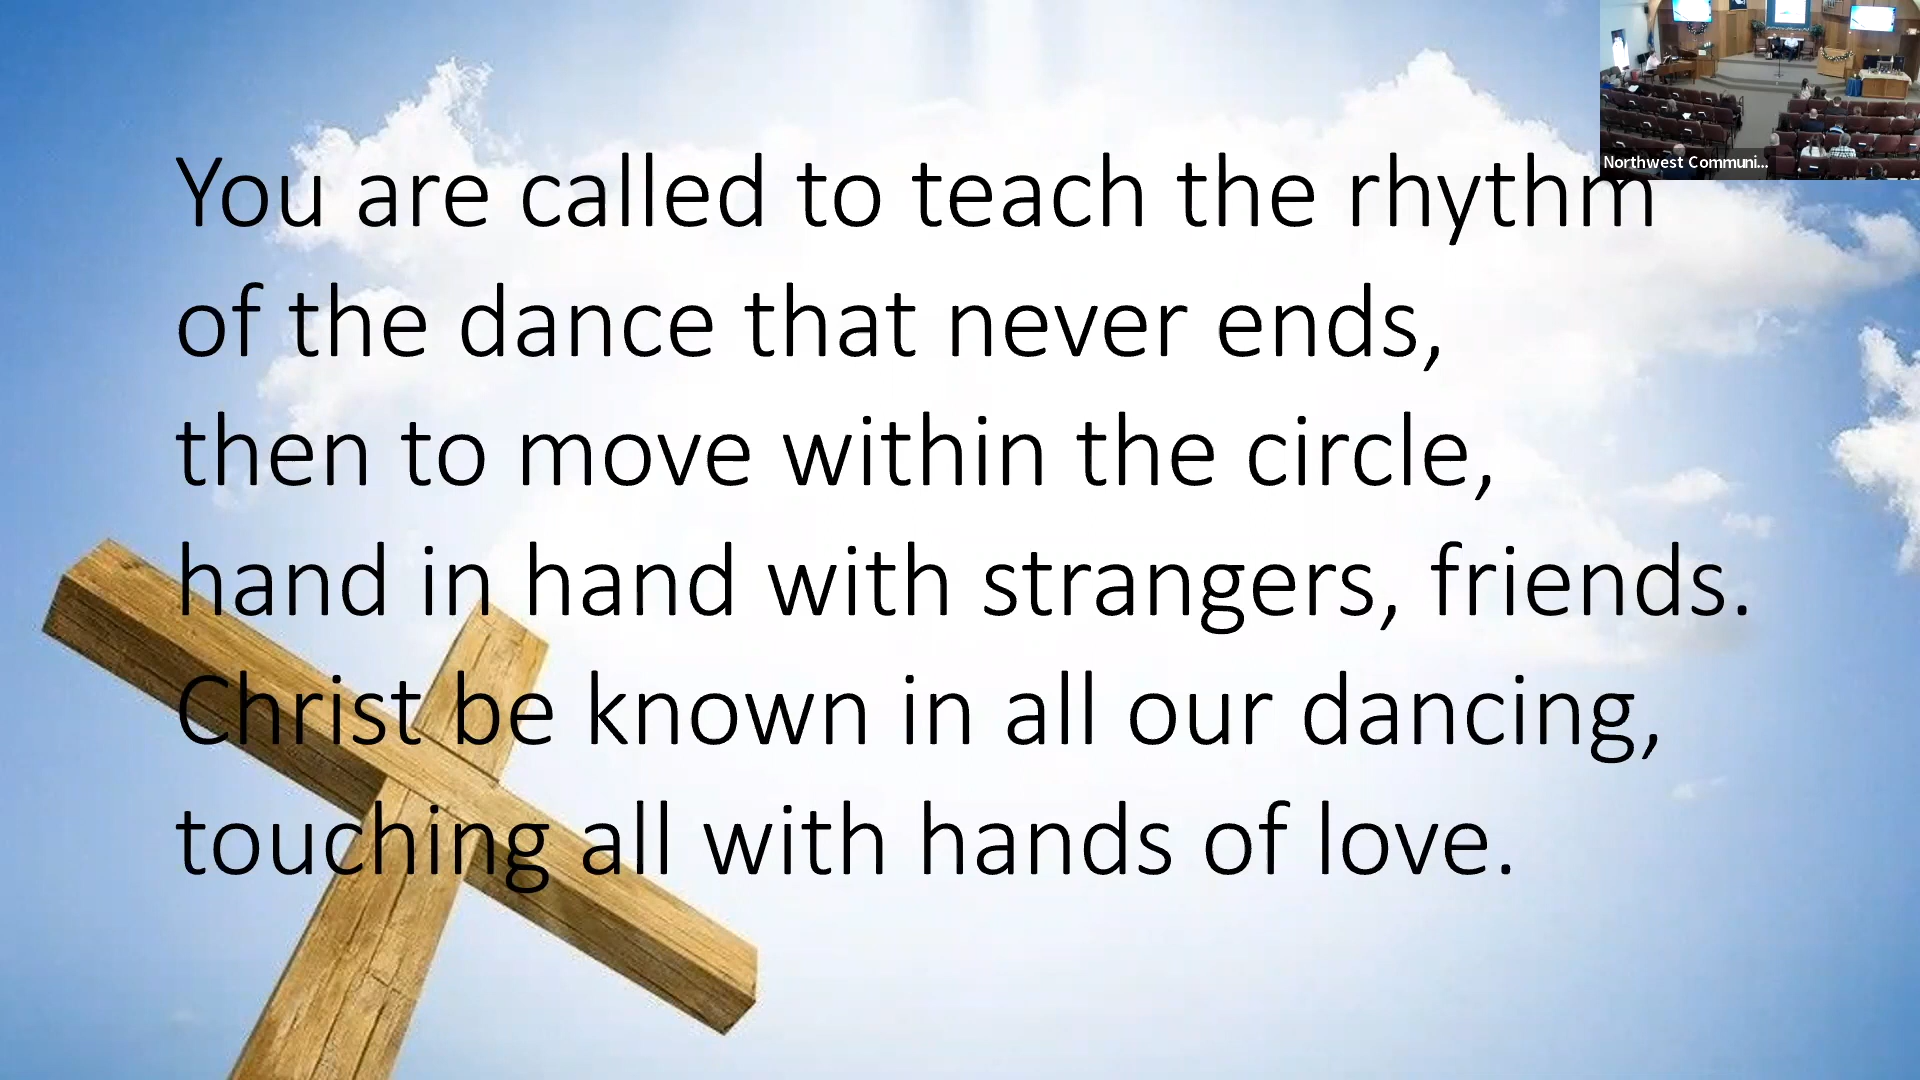 You are called to teach the rhythm
of the dance that never ends,
then to move within the circle,
hand in hand with strangers, friends.
Christ be known in all our dancing,
touching all with hands of love.
Northwest Communi...